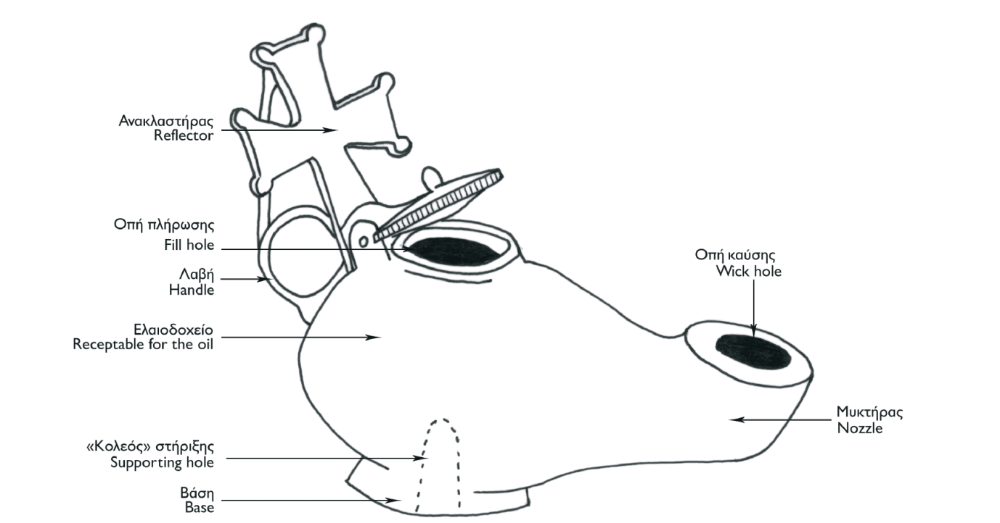 Ανακλαστήρας
Reflector
Οπή πλήρωσης
Fill hole
Λαβή
Handle
Ελαιοδοχείο
Receptable for the oil
«Κολεός» στήριξης
Supporting hole
Βάση
Base
Οπή καύσης
Wick hole
Μυκτήρας
Nozzle